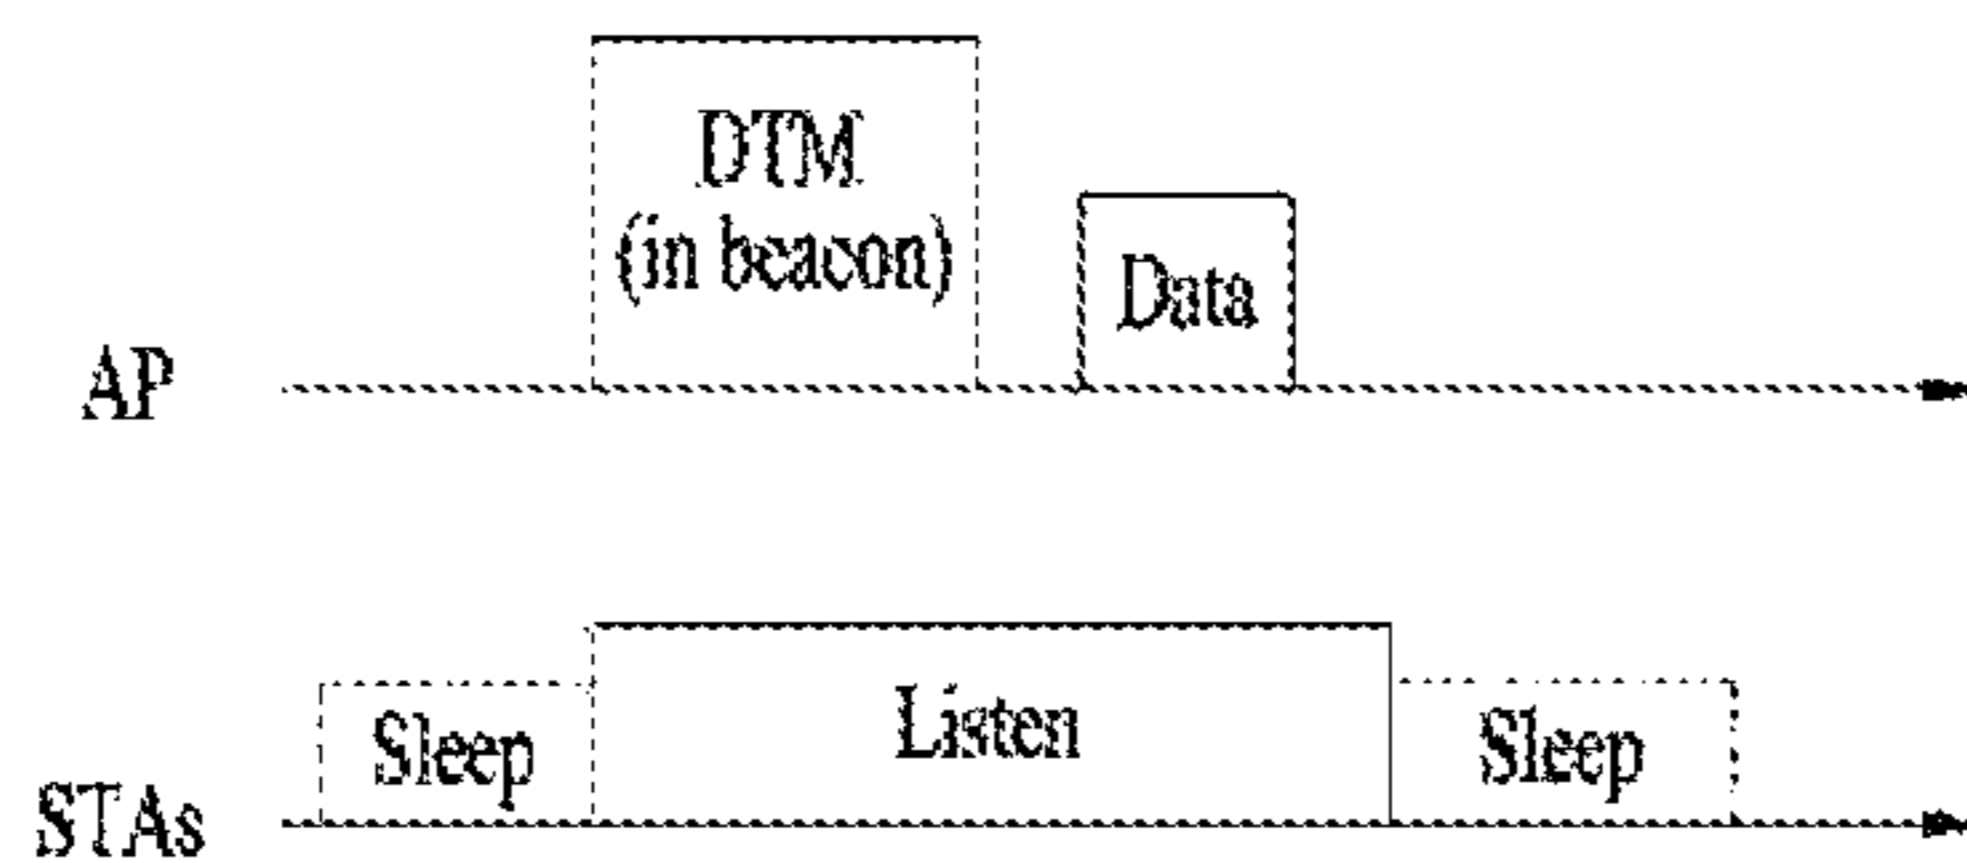 DTM
(in beacon)
Data
AP
Listen
Sleep
Sleep
STAs